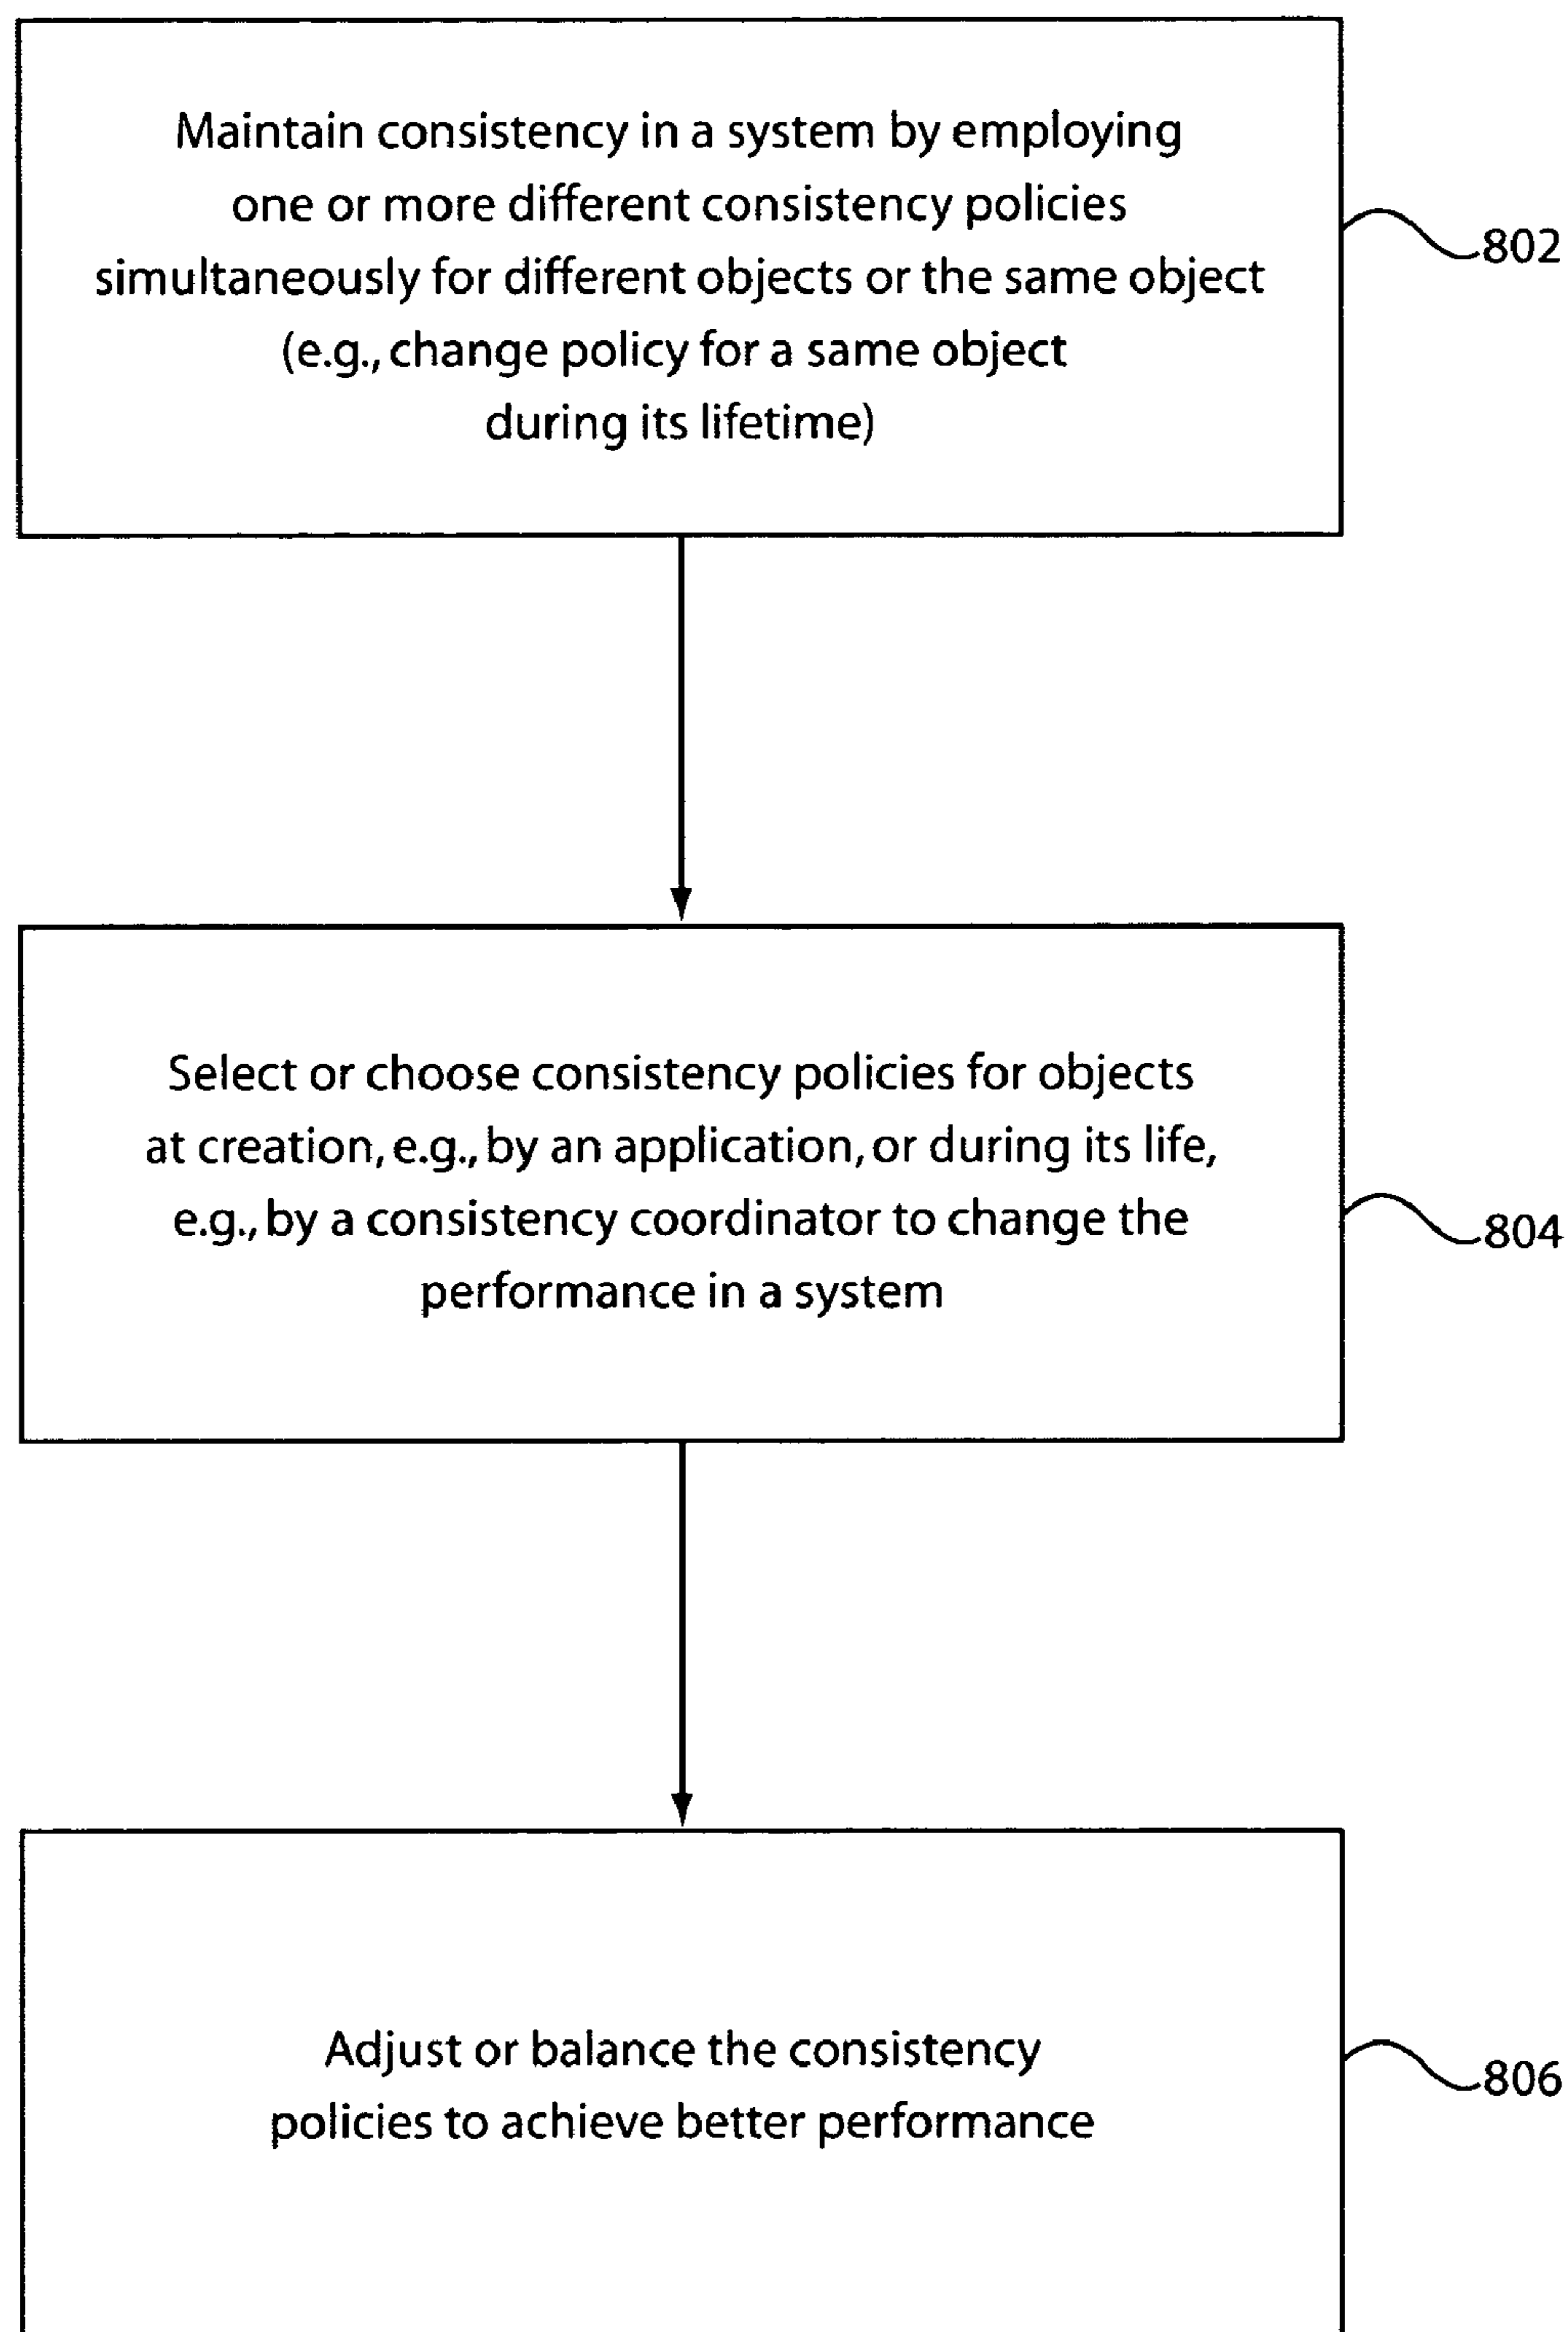 Maintain consistency in a system by employing
one or more different consistency policies
simultaneously for different objects or the same object
(e.g., change policy for a same object
during its lifetime)
802
Select or choose consistency policies for objects
at creation, e.g., by an application, or during its life,
e.g., by a consistency coordinator to change the
performance in a system
804
Adjust or balance the consistency
policies to achieve better performance
806